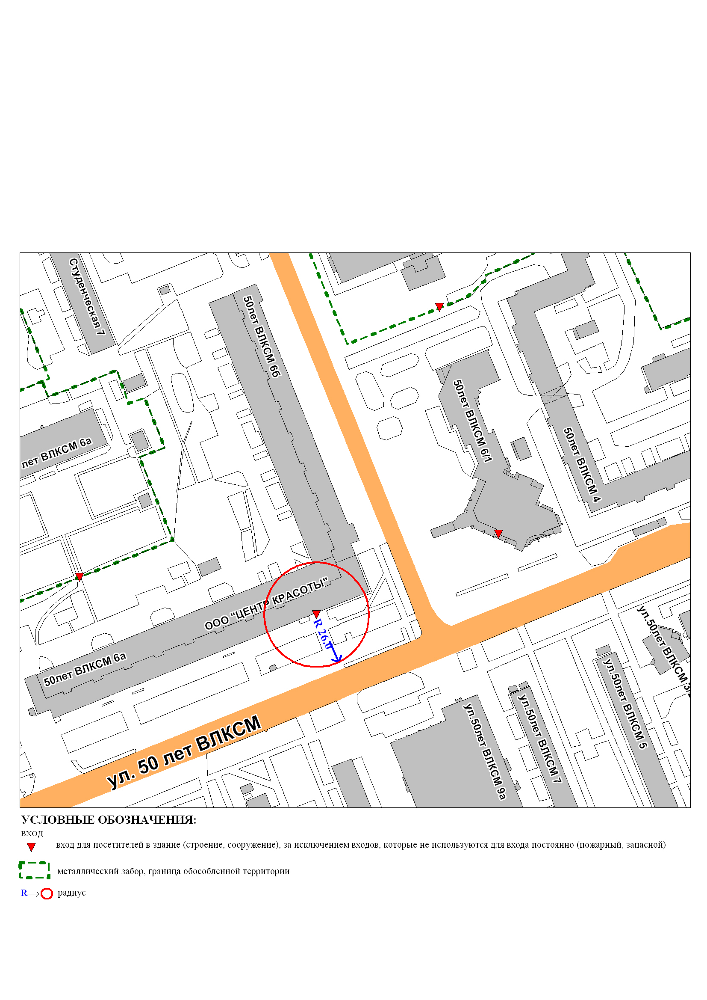 Студенческая 7
50лет ВЛКСМ 6б
50лет ВЛКСМ 6/1
50лет ВЛКСМ 4
лет ВЛКСМ 6а
ООО "ЦЕНТР КРАСОТЫ"
R 26.0
50лет ВЛКСМ 6а
ул. 50 лет ВЛКСМ
ул.50лет ВЛКСМ 9а
ул.50лет ВЛКСМ 7
ул.50лет ВЛКСМ 5
ул.50лет ВЛКСМ 3/
УСЛОВНЫЕ ОБОЗНАЧЕНИЯ:
ВХОД
вход для посетителей в здание (строение, сооружение), за исключением входов, которые не используются для входа постоянно (пожарный, запасной)
металлический забор, граница обособленной территории
R радиус